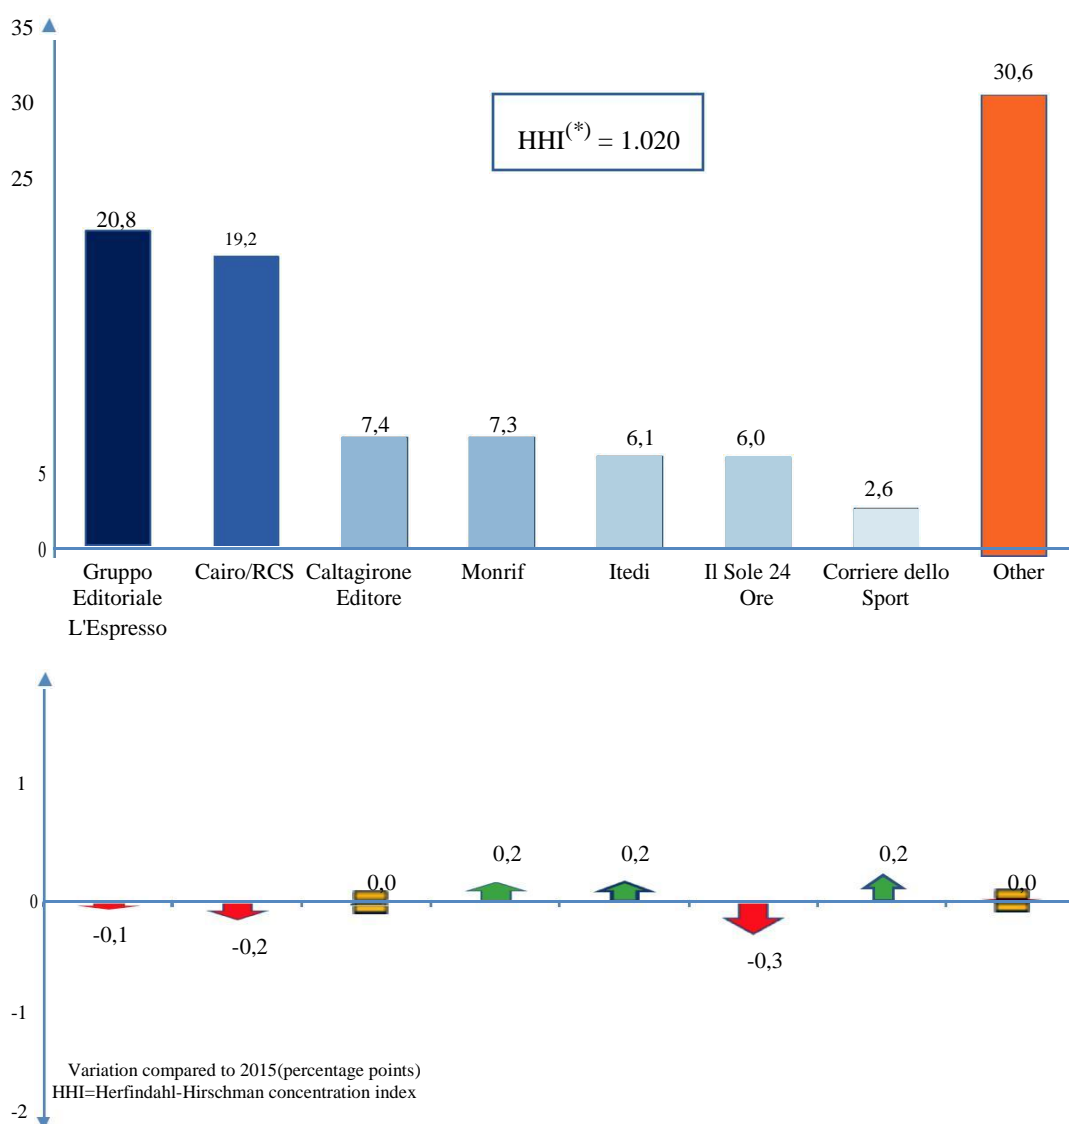 35
30
25
5
0
HHI(*) = 1.020
20,8
19,2
7,4
7,3
6,1
6,0
2,6
30,6
Gruppo
Editoriale
L'Espresso
Cairo/RCS
Caltagirone
Editore
Monrif
Itedi
Il Sole 24
Ore
Corriere dello
Sport
Other
1
0
-1
-2
-0,1
-0,2
0,0
0,2
0,2
-0,3
0,2
0,0
Variation compared to 2015(percentage points)
HHI=Herfindahl-Hirschman concentration index